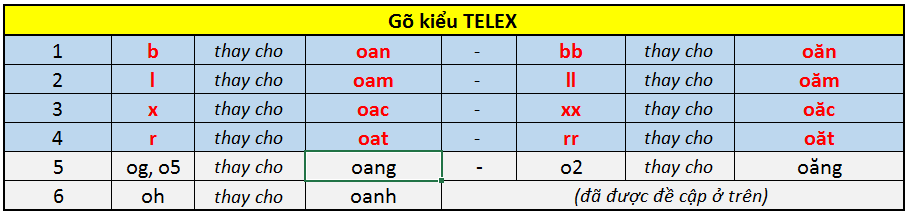 Gõ kiểu TELEX
1 b thay cho oan - bb thay cho oăn
2 l thay cho oam - ll thay cho oăm
3 x thay cho oac - xx thay cho oăc
4 r thay cho oat - rr thay cho oăt
5 og, o5 thay cho oang - o2 thay cho oăng
6 oh thay cho oanh (đã được đề cập ở trên)